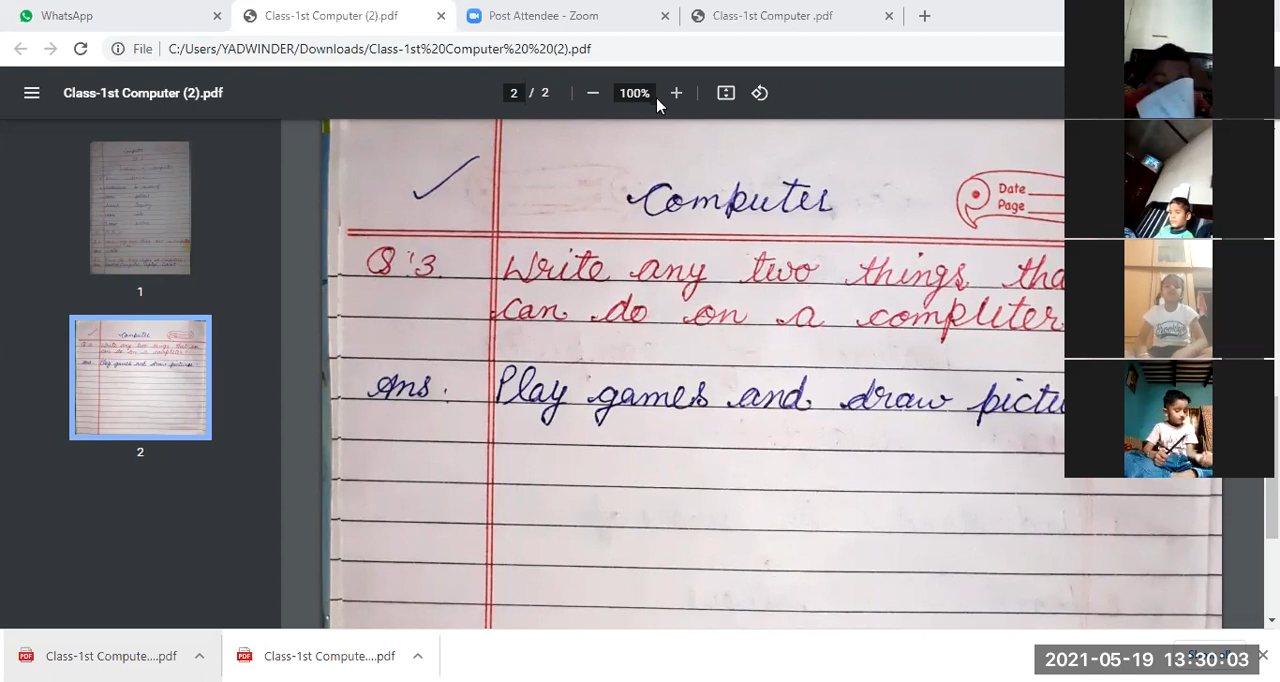 WhatsApp
Class-1st Computer (2).pdf
Post Attendee - Zoom
Class-1st Computer .pdf
File
C:/Users/YADWINDER/Downloads/Class-1st%20Computer%20%20(2).pdf
Class-1st Computer (2).pdf
2 / 2
100%
Computer
Date
Page
Q:3. Write any two things tha
can do on a computer
Ans: Play games and draw pictu
1
2
Class-1st Compute....pdf
Class-1st Compute....pdf
2021-05-19 13:30:03